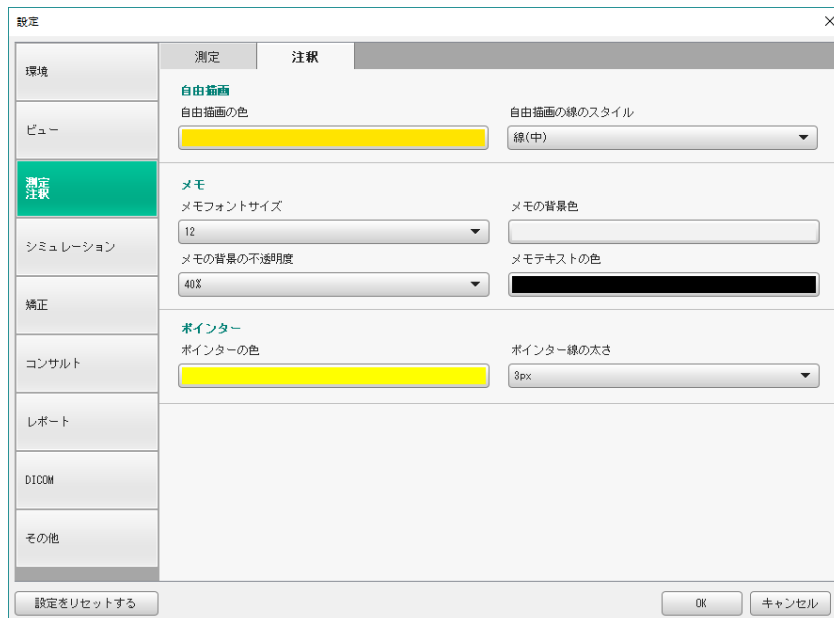 設定
環境
ビュー
測定
注釈
シミュレーション
矯正
コンサルト
レポート
DICOM
その他
測定
注釈
自由描画
自由描画の色
自由描画の線のスタイル
線(中)
メモ
メモフォントサイズ
メモの背景色
12
メモの背景の不透明度
メモテキストの色
40%
ポインター
ポインターの色
ポインター線の太さ
3px
設定をリセットする
OK
キャンセル